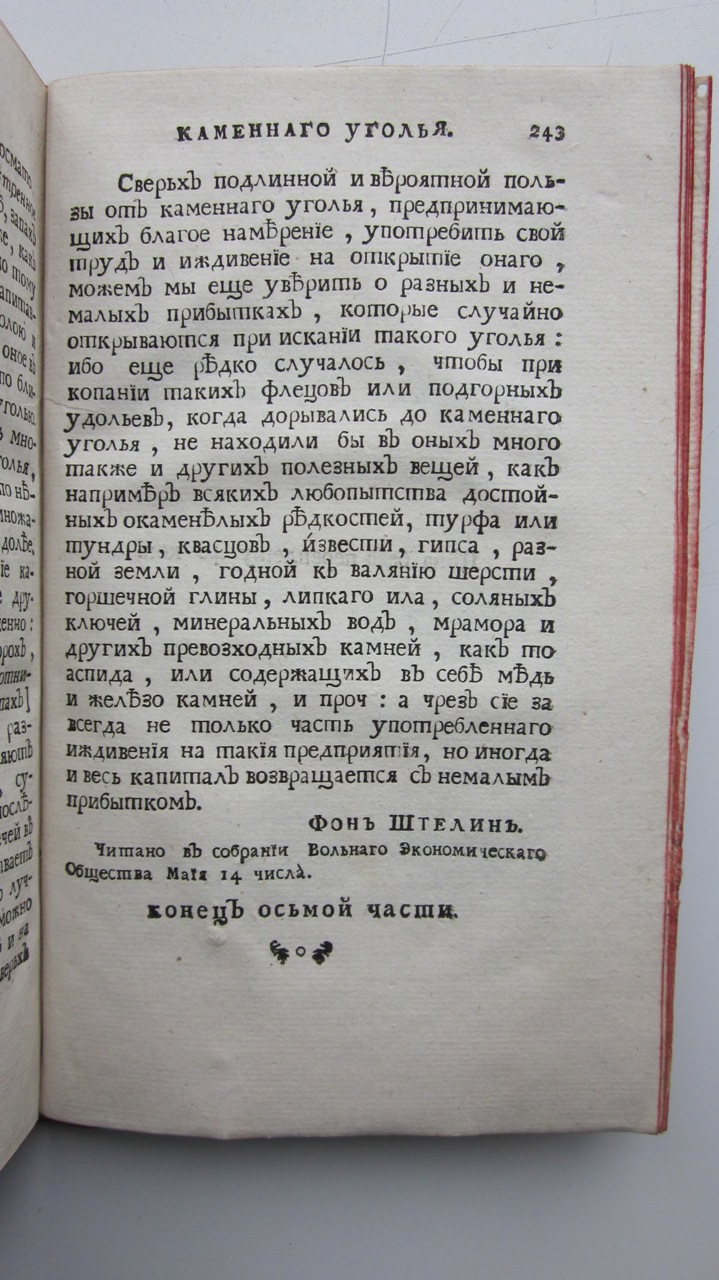 КАМЕННАГО УГОЛЬЯ. 243
Сверьхъ подлинной и вѣроятной поль-
зы отъ каменнаго уголья, предпринимаю-
щихъ благое намѣренїе, употребить свой
трудъ и иждивенїе на открытїе онаго,
можемъ мы еще увѣрить о разныхъ и не-
малыхъ прибыткахъ, которые случайно
открываются при исканїи такого уголья:
ибо еще рѣдко случалось, чтобы при
копанїи такихъ флецовъ или подгорныхъ
удольевъ, когда дорывались до каменнаго
уголья, не находили бы въ оныхъ много
также и другихъ полезныхъ вещей, какъ
напримѣръ всякихъ любопытства достой-
ныхъ окаменѣлыхъ рѣдкостей, турфа или
тундры, квасцовъ, извести, гипса, раз-
ной земли, годной къ валянїю шерсти,
горшечной глины, липкаго ила, соляныхъ
ключей, минеральныхъ водъ, мрамора и
другихъ превозходныхъ камней, какъ то
аспида, или содержащихъ въ себѣ мѣдь
и желѣзо камней, и проч: а чрезъ сїе за
всегда не только часть употребленнаго
иждивенїя на такїя предприятїя, но иногда
и весь капиталъ возвращается съ немалымъ
прибыткомъ.
ФОНЪ ШТЕЛИНЪ.
Читано въ собранїи Вольнаго Экономическаго
Общества Маїя 14 числа.
КОНЕЦЪ ОСЬМОЙ ЧАСТИ.